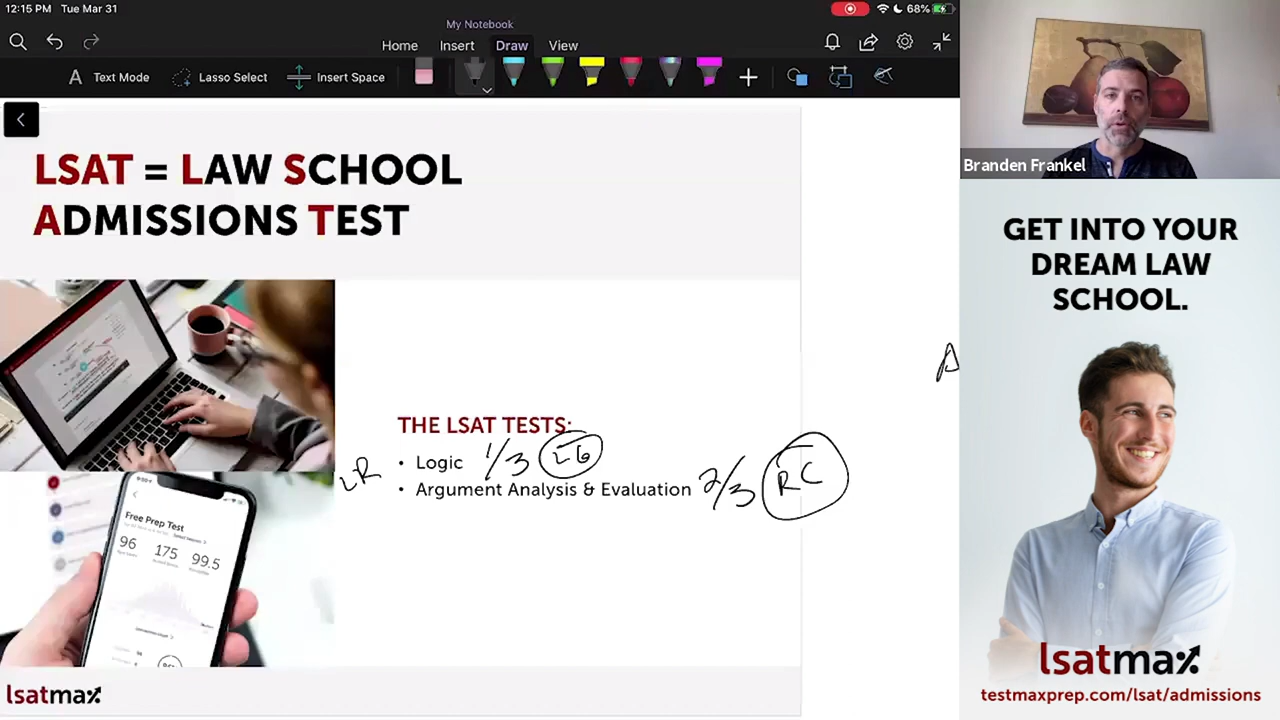 12:15 PM Tue Mar 31
68%
My Notebook
Home Insert Draw View
Text Mode Lasso Select Insert Space
LSAT = LAW SCHOOL
ADMISSIONS TEST
Branden Frankel
GET INTO YOUR
DREAM LAW
SCHOOL.
THE LSAT TESTS:
• Logic 1/3 LG
LR
• Argument Analysis & Evaluation 2/3 RC
A
Free Prep Test
96 175 99.5
lsatmax
lsatmax
testmaxprep.com/lsat/admissions